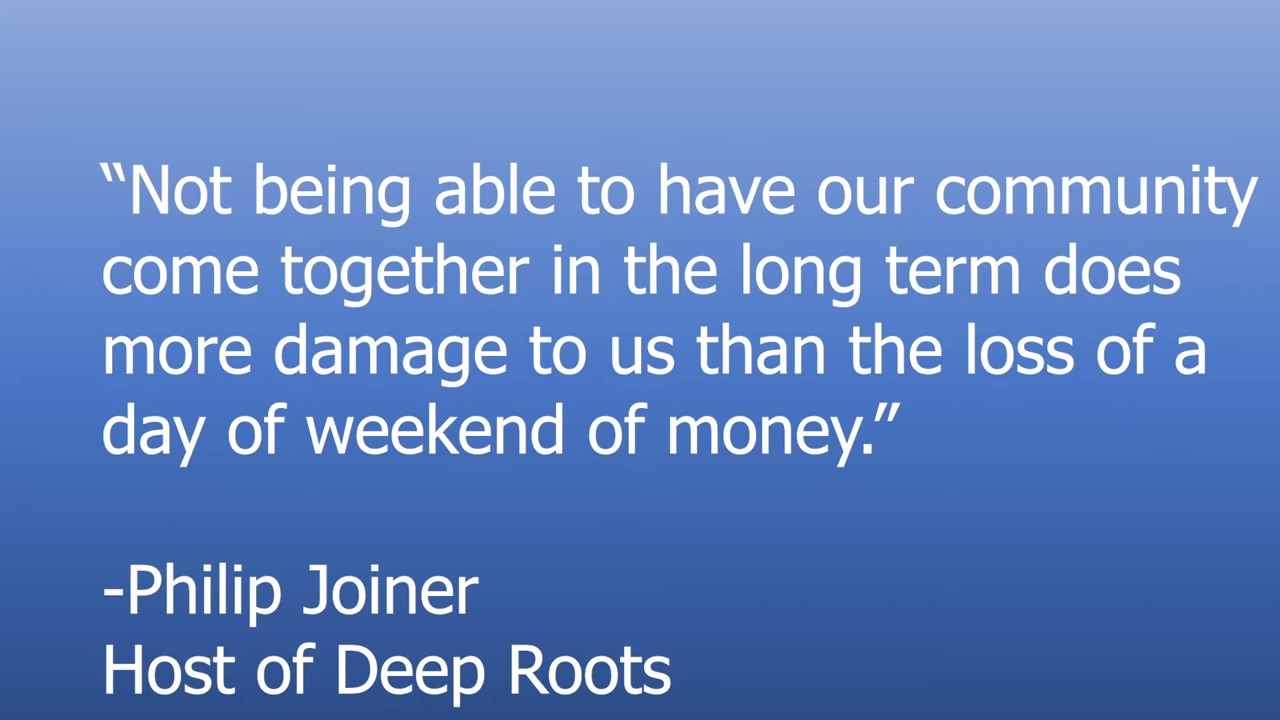 “Not being able to have our community
come together in the long term does
more damage to us than the loss of a
day of weekend of money.”
-Philip Joiner
Host of Deep Roots